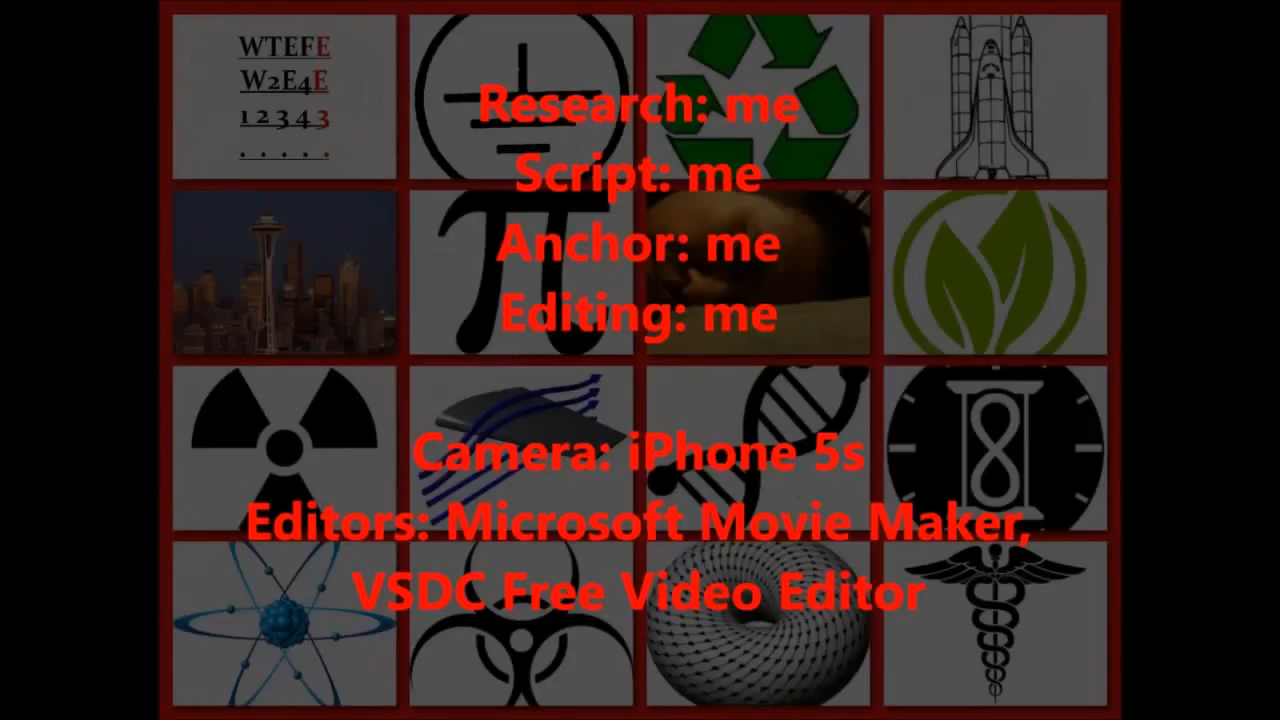 WTEFE
W2E4E
12343
. . . . .
Research: me
Script: me
Anchor: me
Editing: me
π
Camera: iPhone 5s
Editors: Microsoft Movie Maker,
VSDC Free Video Editor